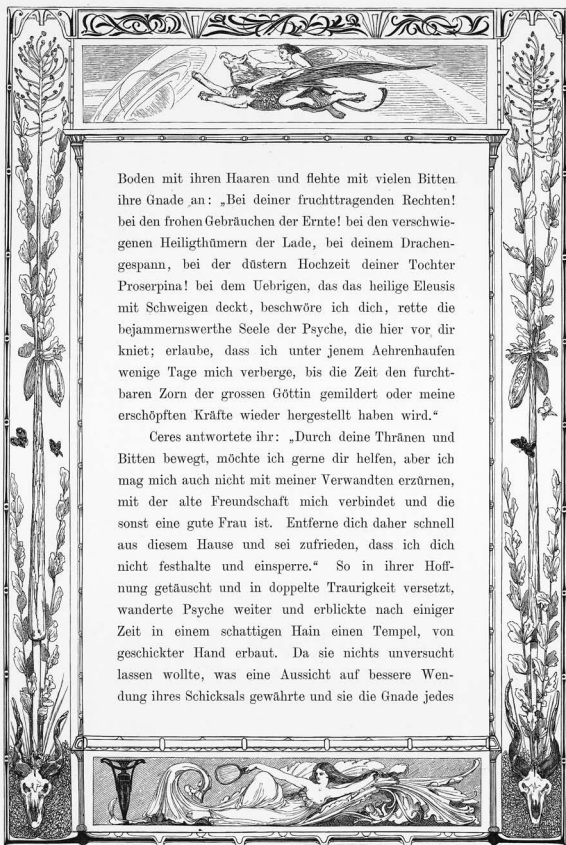 Boden mit ihren Haaren und flehte mit vielen Bitten
ihre Gnade an: „Bei deiner fruchttragenden Rechten!
bei den frohen Gebräuchen der Ernte! bei den verschwie-
genen Heiligthümern der Lade, bei deinem Drachen-
gespann, bei der düstern Hochzeit deiner Tochter
Proserpina! bei dem Uebrigen, das das heilige Eleusis
mit Schweigen deckt, beschwöre ich dich, rette die
bejammernswerthe Seele der Psyche, die hier vor dir
kniet; erlaube, dass ich unter jenem Aehrenhaufen
wenige Tage mich verberge, bis die Zeit den furcht-
baren Zorn der grossen Göttin gemildert oder meine
erschöpften Kräfte wieder hergestellt haben wird.“
Ceres antwortete ihr: „Durch deine Thränen und
Bitten bewegt, möchte ich gerne dir helfen, aber ich
mag mich auch nicht mit meiner Verwandten erzürnen,
mit der alte Freundschaft mich verbindet und die
sonst eine gute Frau ist. Entferne dich daher schnell
aus diesem Hause und sei zufrieden, dass ich dich
nicht festhalte und einsperre.“ So in ihrer Hoff-
nung getäuscht und in doppelte Traurigkeit versetzt,
wanderte Psyche weiter und erblickte nach einiger
Zeit in einem schattigen Hain einen Tempel, von
geschickter Hand erbaut. Da sie nichts unversucht
lassen wollte, was eine Aussicht auf bessere Wen-
dung ihres Schicksals gewährte und sie die Gnade jedes